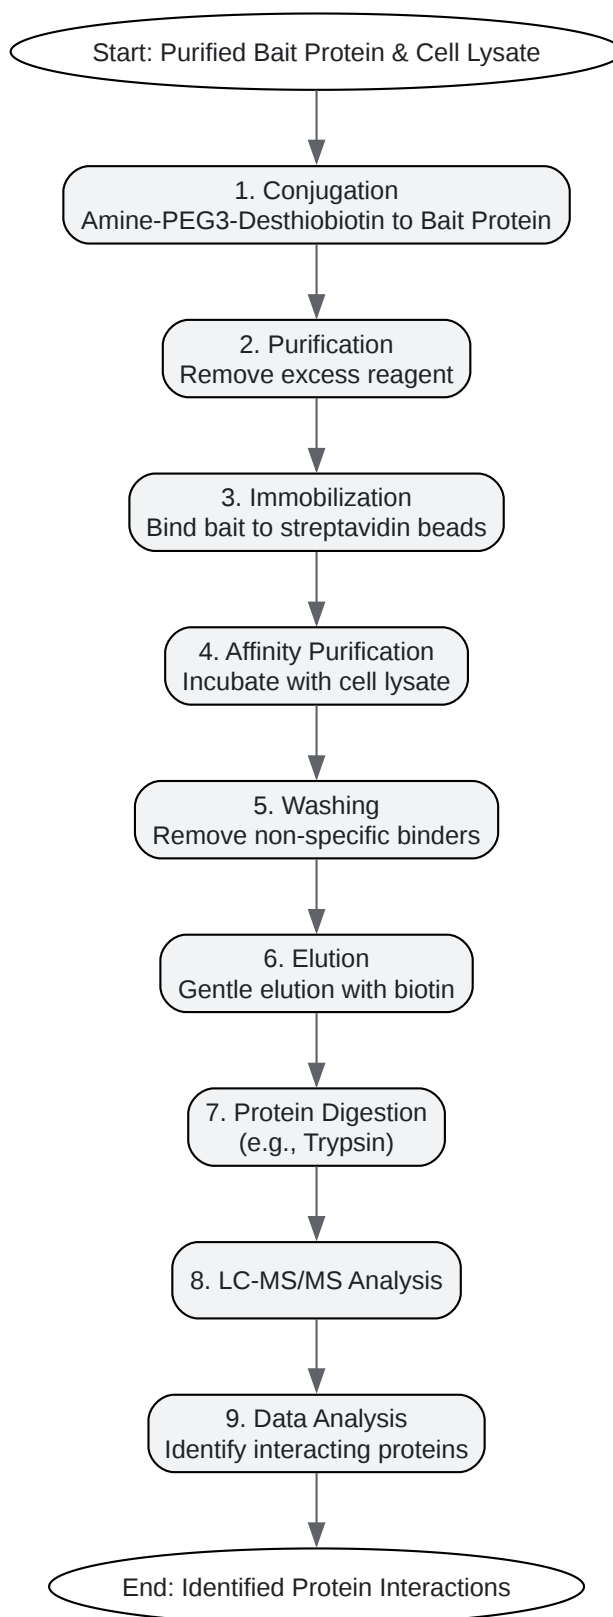 Start: Purified Bait Protein & Cell Lysate
1. Conjugation
Amine-PEG3-Desthiobiotin to Bait Protein
2. Purification
Remove excess reagent
3. Immobilization
Bind bait to streptavidin beads
4. Affinity Purification
Incubate with cell lysate
5. Washing
Remove non-specific binders
6. Elution
Gentle elution with biotin
7. Protein Digestion
(e.g., Trypsin)
8. LC-MS/MS Analysis
9. Data Analysis
Identify interacting proteins
End: Identified Protein Interactions